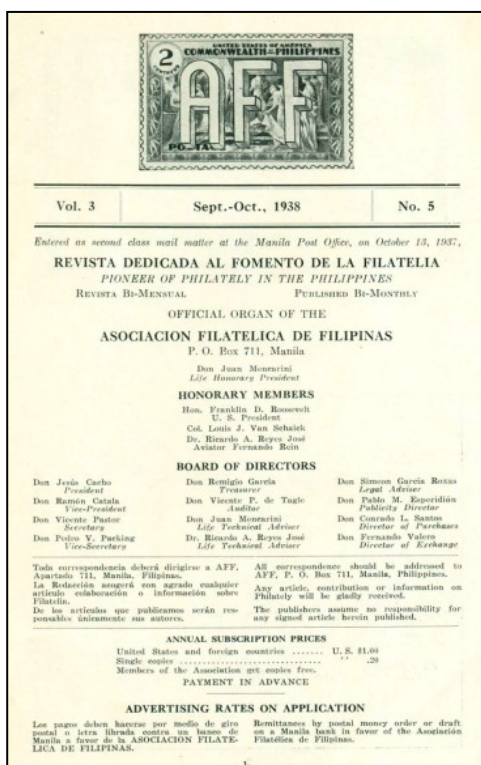 2
UNITED STATES OF AMERICA
COMMONWEALTH OF PHILIPPINES
AFF
Vol. 3 Sept.-Oct., 1938 No. 5
Entered as second class mail matter at the Manila Post Office, on October 13, 1937,
REVISTA DEDICADA AL FOMENTO DE LA FILATELIA
PIONEER OF PHILATELY IN THE PHILIPPINES
REVISTA BI-MENSUAL PUBLISHED BI-MONTHLY
OFFICIAL ORGAN OF THE
ASOCIACION FILATELICA DE FILIPINAS
P. O. Box 711, Manila
Don Juan Mencarini
Life Honorary President
HONORARY MEMBERS
Hon. Franklin D. Roosevelt
U. S. President
Col. Louis J. Van Schaick
Dr. Ricardo A. Reyes José
Aviator Fernando Rein
BOARD OF DIRECTORS
Don Jesús Cacho
President
Don Ramón Catala
Vice-President
Don Vicente Pastor
Secretary
Don Pedro V. Packing
Vice-Secretary
Don Remigio Garcia
Treasurer
Don Vicente P. de Tagle
Auditor
Don Juan Mencarini
Life Technical Adviser
Dr. Ricardo A. Reyes José
Life Technical Adviser
Don Simeon Garcia Roxas
Legal Adviser
Don Pablo M. Esperidión
Publicity Director
Don Conrado L. Santos
Director of Purchases
Don Fernando Valero
Director of Exchange
Toda correspondencia deberá dirigirse a AFF.
Apartado 711, Manila, Filipinas.
La Redacción acogerá con agrado cualquier
artículo colaboración o información sobre
Filatelia.
De los artículos que publicamos serán res-
ponsables únicamente sus autores.
All correspondence should be addressed to
AFF, P. O. Box 711, Manila, Philippines.
Any article, contribution or information on
Philately will be gladly received.
The publishers assume no responsibility for
any signed article herein published.
ANNUAL SUBSCRIPTION PRICES
United States and foreign countries ....... U. S. $1.00
Single copies ........................... '' .20
Members of the Association get copies free.
PAYMENT IN ADVANCE
ADVERTISING RATES ON APPLICATION
Los pagos deben hacerse por medio de giro
postal o letra librada contra un banco de
Manila a favor de la ASOCIACION FILATE-
LICA DE FILIPINAS.
Remittances by postal money order or draft
on a Manila bank in favor of the Asociación
Filatélica de Filipinas.